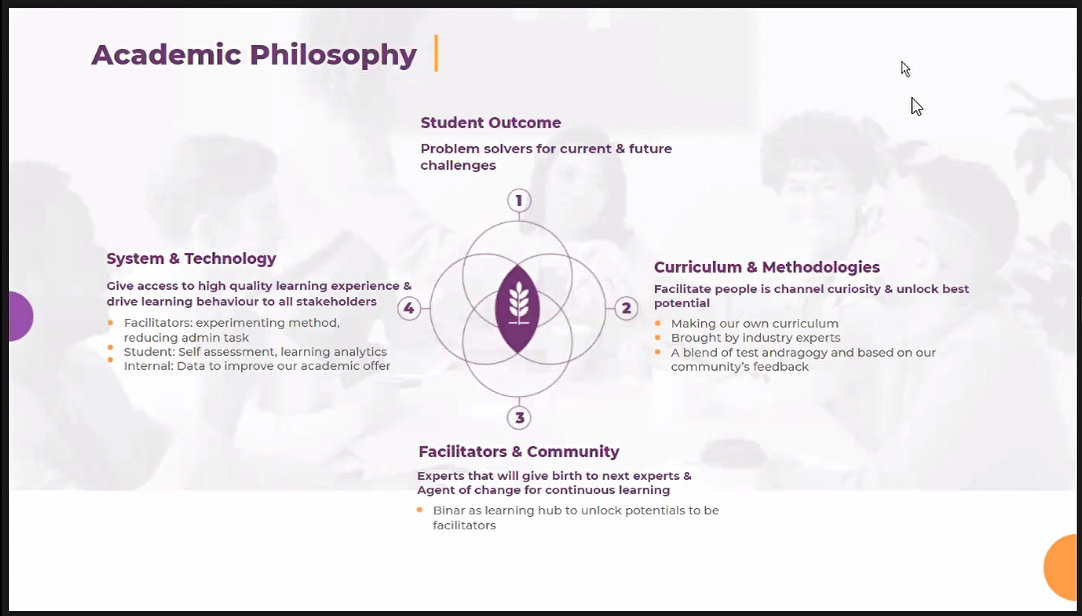 Academic Philosophy
Student Outcome
Problem solvers for current & future
challenges
1
System & Technology
Give access to high quality learning experience &
drive learning behaviour to all stakeholders
Facilitators: experimenting method,
reducing admin task
Student: Self assessment, learning analytics
Internal: Data to improve our academic offer
4
2
Curriculum & Methodologies
Facilitate people is channel curiosity & unlock best
potential
Making our own curriculum
Brought by industry experts
A blend of test andragogy and based on our
community’s feedback
3
Facilitators & Community
Experts that will give birth to next experts &
Agent of change for continuous learning
Binar as learning hub to unlock potentials to be
facilitators